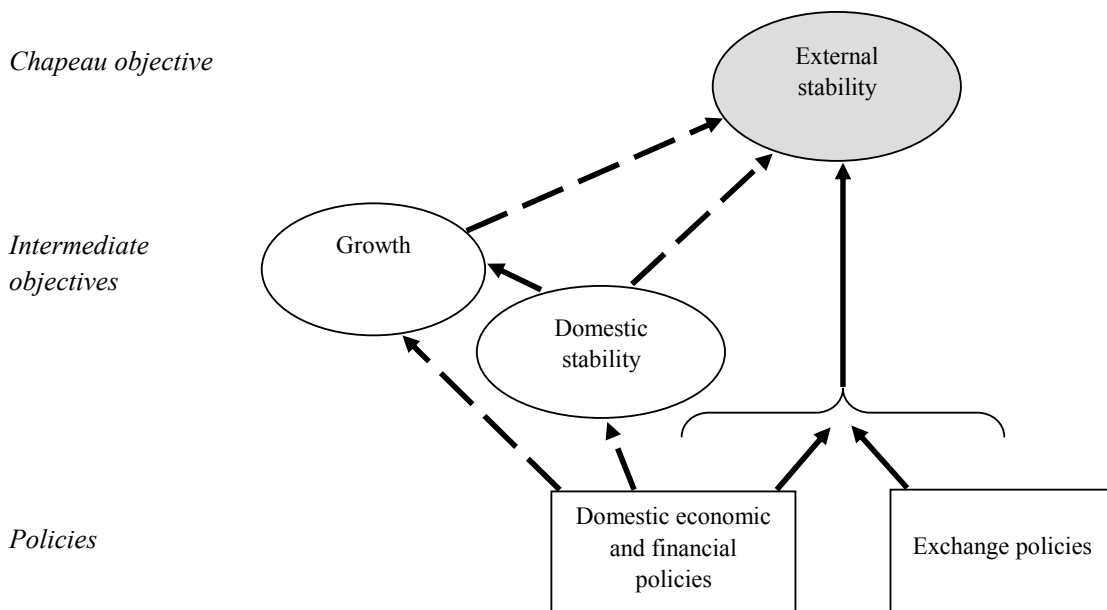 Chapeau objective
External
stability
Intermediate
objectives
Growth
Domestic
stability
Policies
Domestic economic
and financial
policies
Exchange policies